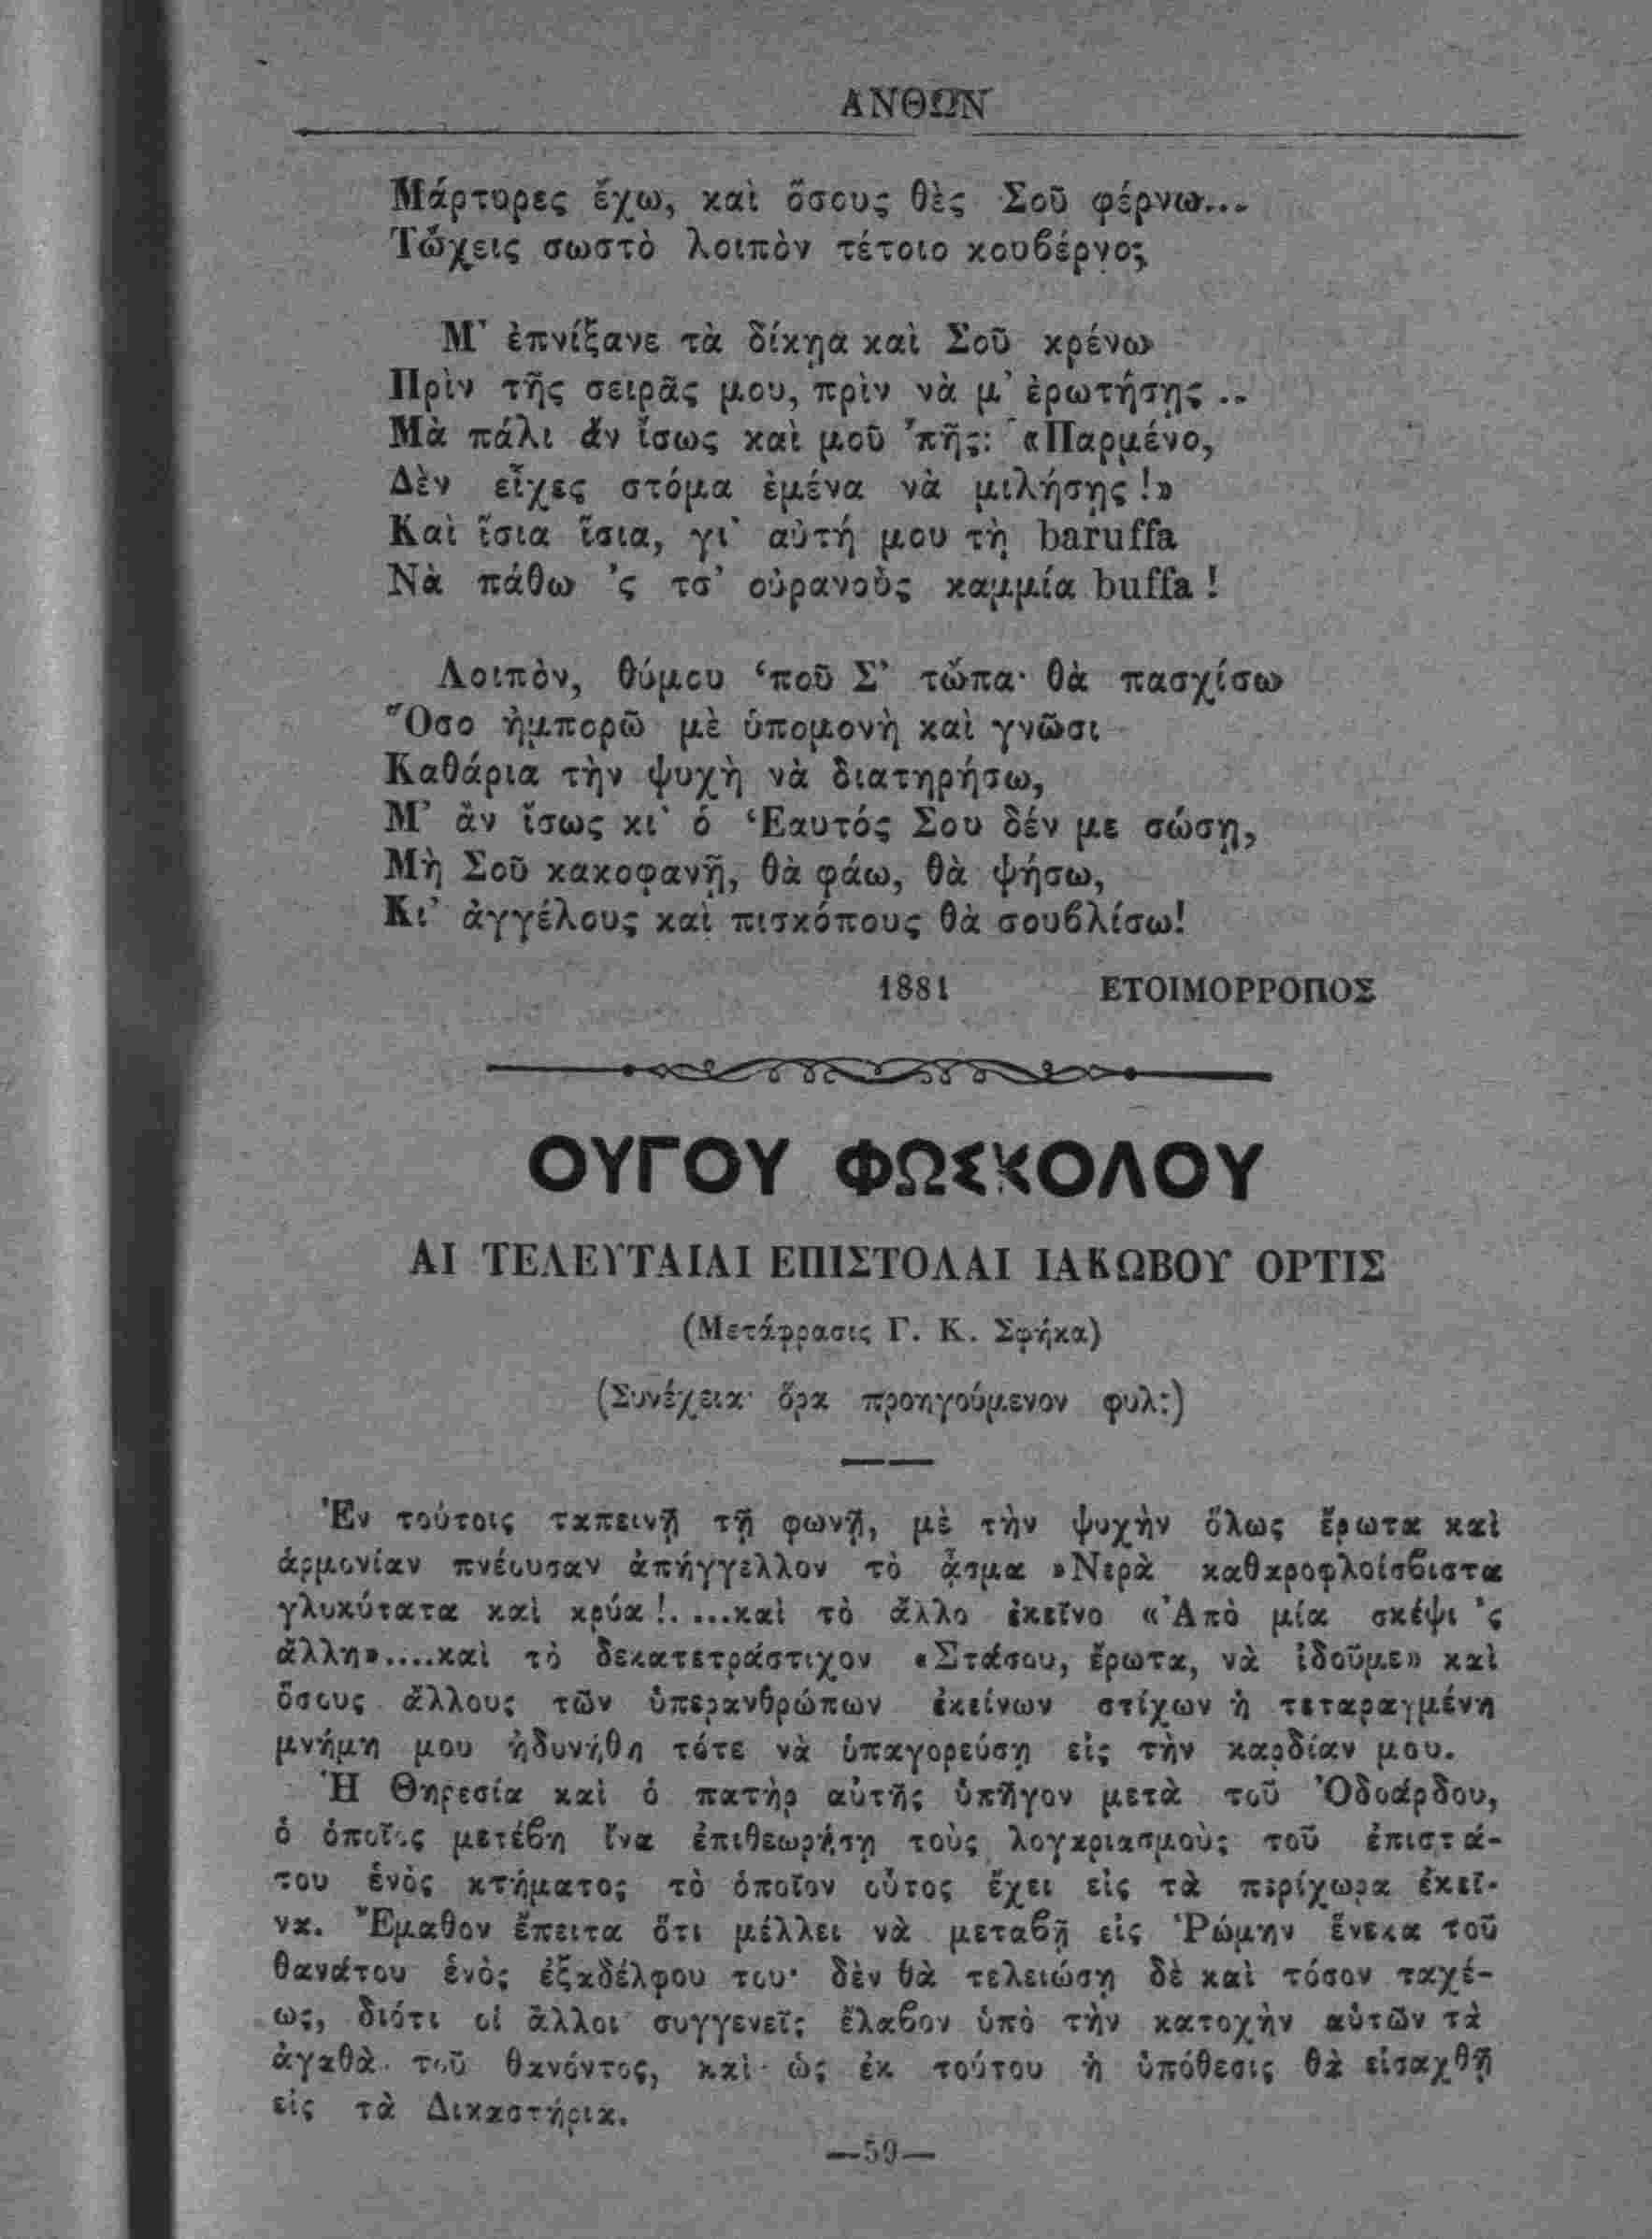 ΑΝΘΩΝ
Μάρτυρες ἔχω, καὶ ὅσους θὲς Σοῦ φέρνω...
Τὤχεις σωστὸ λοιπὸν τέτοιο κουβέρνο;
Μ' ἐπνίξανε τὰ δίκηα καὶ Σοῦ κρένω
Πρὶν τῆς σειρᾶς μου, πρὶν νὰ μ' ἐρωτήσῃς ..
Μὰ πάλι ἄν ἴσως καὶ μοῦ 'πῆς: «Παρμένο,
Δὲν εἶχες στόμα ἐμένα νὰ μιλήσῃς!»
Καὶ ἴσια ἴσια, γι' αὐτή μου τὴ baruffa
Νὰ πάθω 'ς τσ' οὐρανοὺς καμμία buffa!
Λοιπὸν, θύμου 'ποῦ Σ' τὦπα· θὰ πασχίσω
Ὅσο ἠμπορῶ μὲ ὑπομονὴ καὶ γνῶσι
Καθάρια τὴν ψυχὴ νὰ διατηρήσω,
Μ' ἂν ἴσως κι' ὁ 'Εαυτός Σου δέν με σώσῃ,
Μὴ Σοῦ κακοφανῇ, θὰ φάω, θὰ ψήσω,
Κι' ἀγγέλους καὶ πισκόπους θὰ σουβλίσω!
1881 ΕΤΟΙΜΟΡΡΟΠΟΣ
ΟΥΓΟΥ ΦΩΣΚΟΛΟΥ
ΑΙ ΤΕΛΕΥΤΑΙΑΙ ΕΠΙΣΤΟΛΑΙ ΙΑΚΩΒΟΥ ΟΡΤΙΣ
(Μετάφρασις Γ. Κ. Σφήκα)
(Συνέχεια· ὅρα προηγούμενον φυλ:)
Ἐν τούτοις ταπεινῇ τῇ φωνῇ, μὲ τὴν ψυχὴν ὅλως ἔρωτα καὶ
ἁρμονίαν πνέουσαν ἀπήγγελλον τὸ ᾆσμα »Νερὰ καθαροφλοίσβιστα
γλυκύτατα καὶ κρύα!. ...καὶ τὸ ἄλλο ἐκεῖνο «Ἀπὸ μία σκέψι 'ς
ἄλλη»....καὶ τὸ δεκατετράστιχον «Στάσου, ἔρωτα, νὰ ἰδοῦμε» καὶ
ὅσους ἄλλους τῶν ὑπερανθρώπων ἐκείνων στίχων ἡ τεταραγμένη
μνήμη μου ἠδυνήθη τότε νὰ ὑπαγορεύσῃ εἰς τὴν καρδίαν μου.
Ἡ Θηρεσία καὶ ὁ πατὴρ αὐτῆς ὑπῆγον μετὰ τοῦ Ὀδοάρδου,
ὁ ὁποῖος μετέβη ἵνα ἐπιθεωρήσῃ τοὺς λογαριασμοὺς τοῦ ἐπιστά-
του ἑνὸς κτήματος τὸ ὁποῖον οὗτος ἔχει εἰς τὰ περίχωρα ἐκεῖ-
να. Ἔμαθον ἔπειτα ὅτι μέλλει νὰ μεταβῇ εἰς Ῥώμην ἕνεκα τοῦ
θανάτου ἑνὸς ἐξαδέλφου του· δὲν θὰ τελειώσῃ δὲ καὶ τόσον ταχέ-
ως, διότι οἱ ἄλλοι συγγενεῖς ἔλαβον ὑπὸ τὴν κατοχὴν αὑτῶν τὰ
ἀγαθὰ τοῦ θανόντος, καὶ ὡς ἐκ τούτου ἡ ὑπόθεσις θὰ εἰσαχθῇ
εἰς τὰ Δικαστήρια.
—59—